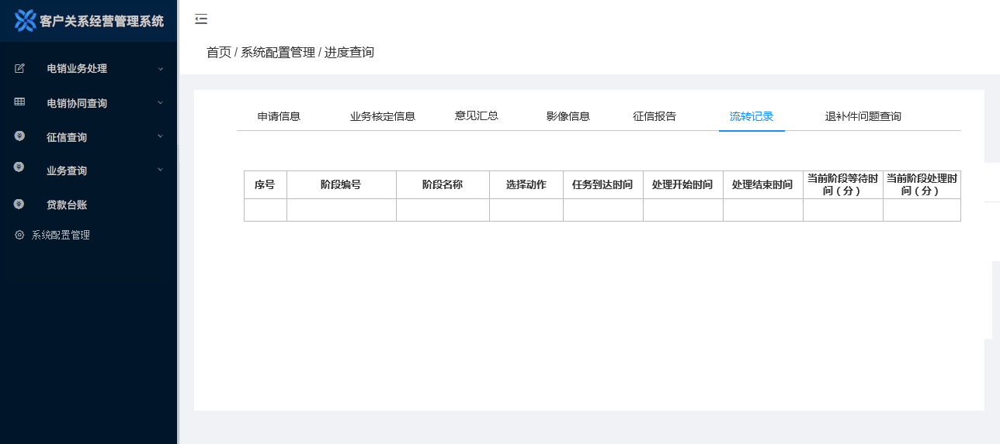 客户关系经营管理系统
首页 / 系统配置管理 / 进度查询
电销业务处理
电销协同查询
征信查询
业务查询
贷款台账
系统配置管理
申请信息 业务核定信息 意见汇总 影像信息 征信报告 流转记录 退补件问题查询
序号 阶段编号 阶段名称 选择动作 任务到达时间 处理开始时间 处理结束时间 当前阶段等待时间（分） 当前阶段处理时间（分）